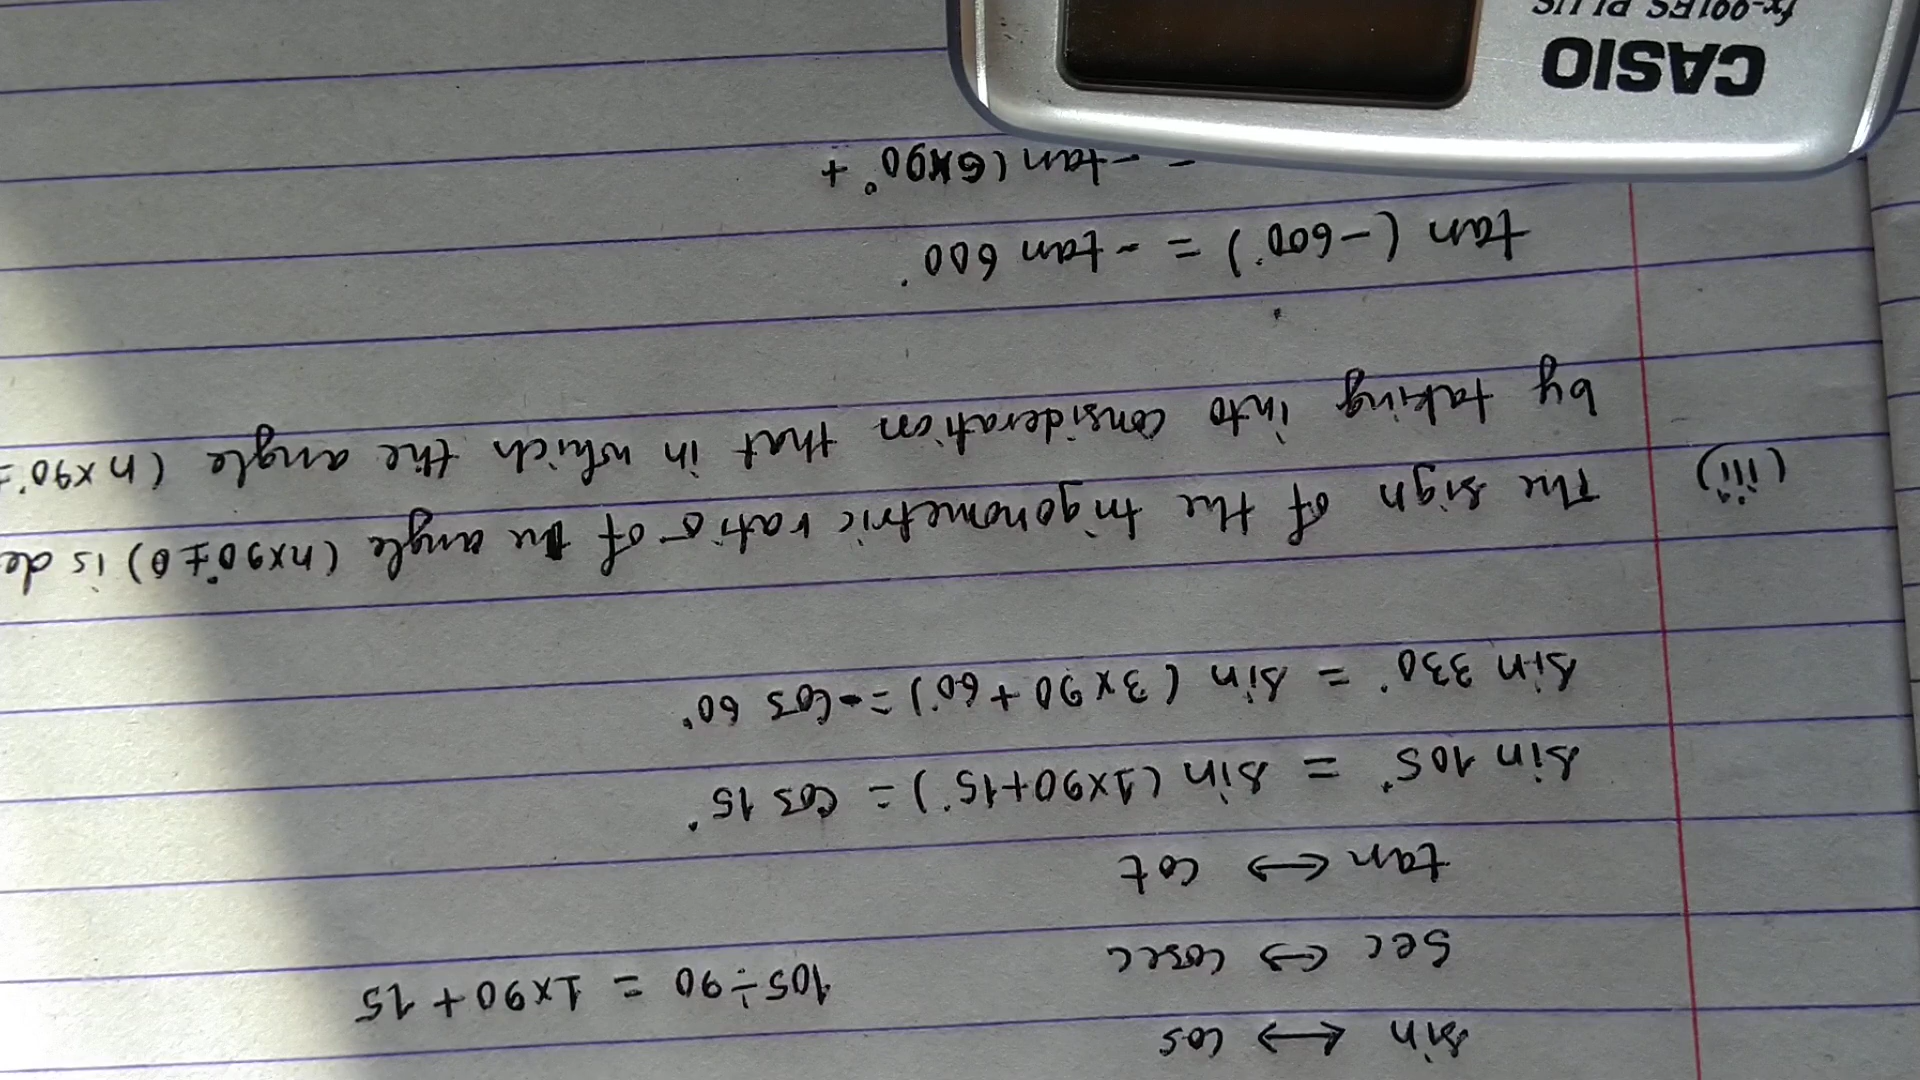 sin ↔ cos
sec ↔ cosec 105÷90 = 1×90+15
tan ↔ cot
sin 105° = sin (1×90+15°) = cos 15°
sin 330° = sin (3×90+60°) = -cos 60°
(iii) The sign of the trigonometric ratio of the angle (n×90°±θ) is de
by taking into consideration that in which the angle (n×90°±
tan (-600°) = -tan 600°
= -tan (6×90° +
CASIO
fx-991ES PLUS